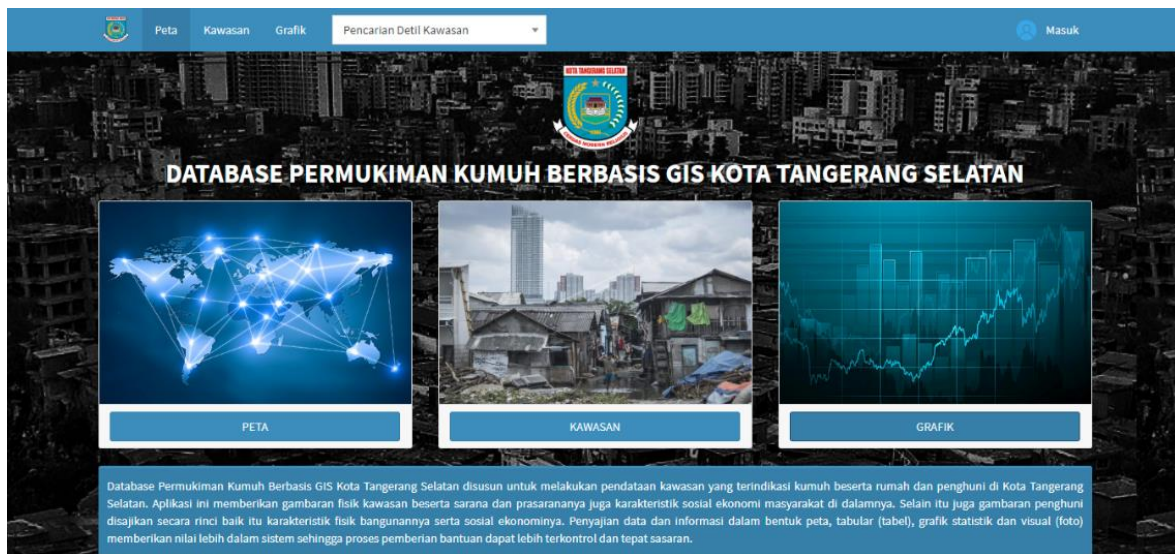 Peta Kawasan Grafik Pencarian Detil Kawasan Masuk
KOTA TANGERANG SELATAN
DATABASE PERMUKIMAN KUMUH BERBASIS GIS KOTA TANGERANG SELATAN
PETA KAWASAN GRAFIK
Database Permukiman Kumuh Berbasis GIS Kota Tangerang Selatan disusun untuk melakukan pendataan kawasan yang terindikasi kumuh beserta rumah dan penghuni di Kota Tangerang
Selatan. Aplikasi ini memberikan gambaran fisik kawasan beserta sarana dan prasarananya juga karakteristik sosial ekonomi masyarakat di dalamnya. Selain itu juga gambaran penghuni
disajikan secara rinci baik itu karakteristik fisik bangunannya serta sosial ekonominya. Penyajian data dan informasi dalam bentuk peta, tabular (tabel), grafik statistik dan visual (foto)
memberikan nilai lebih dalam sistem sehingga proses pemberian bantuan dapat lebih terkontrol dan tepat sasaran.